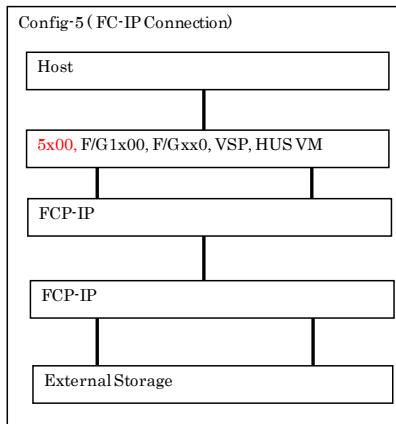 Config-5 ( FC-IP Connection)
Host
5x00, F/G1x00, F/Gxx0, VSP, HUS VM
FCP-IP
FCP-IP
External Storage